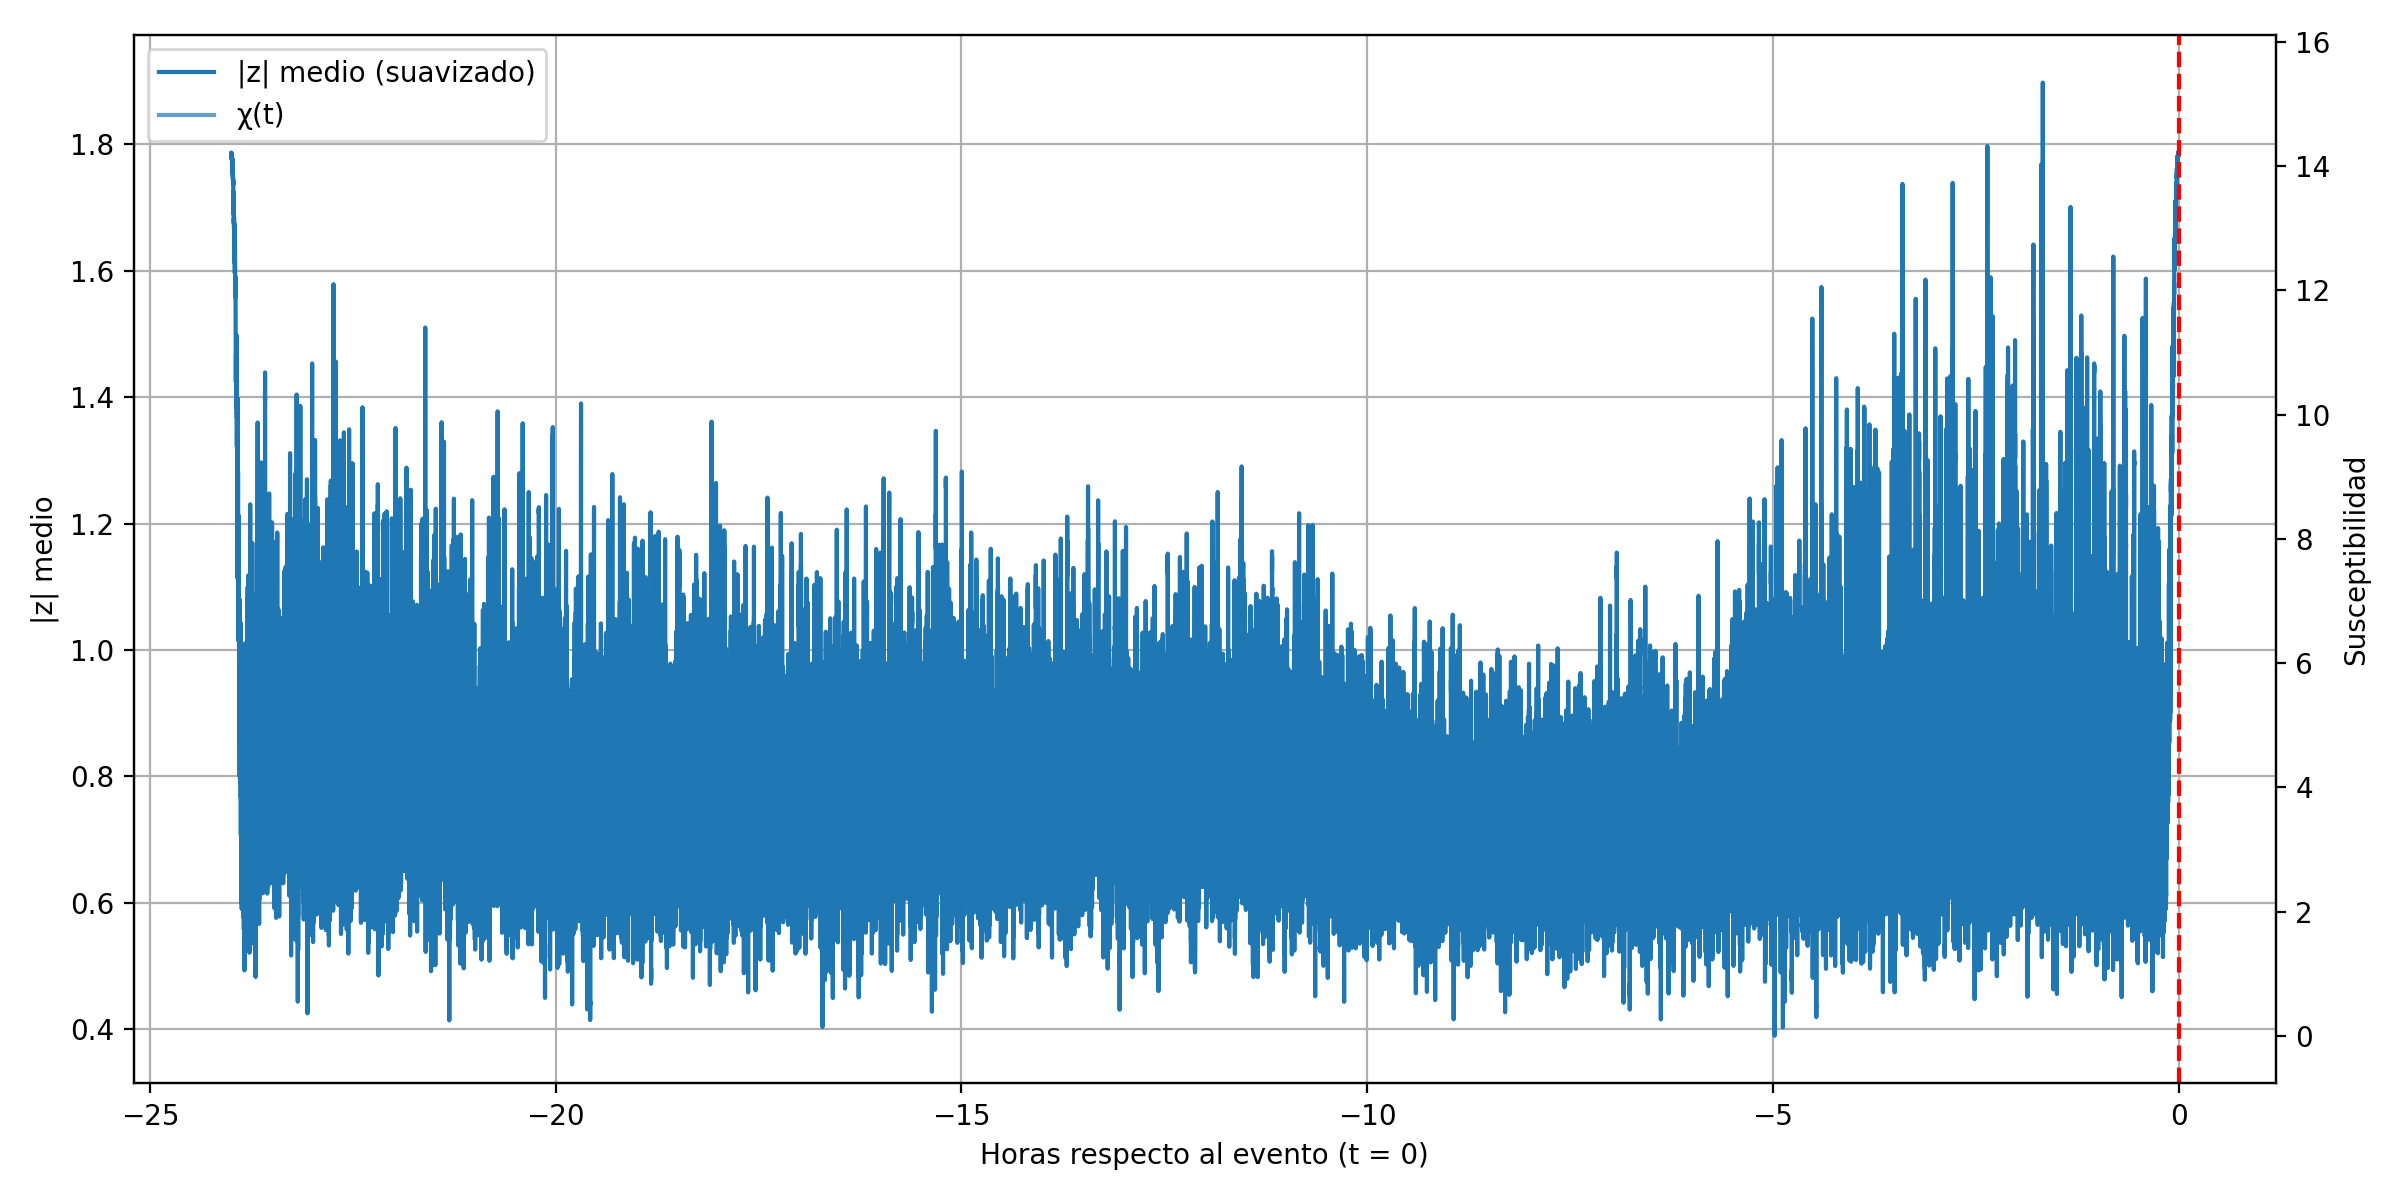 |z| medio (suavizado)
χ(t)
1.8
1.6
1.4
1.2
1.0
0.8
0.6
0.4
|z| medio
16
14
12
10
8
6
4
2
0
Susceptibilidad
−25 −20 −15 −10 −5 0
Horas respecto al evento (t = 0)